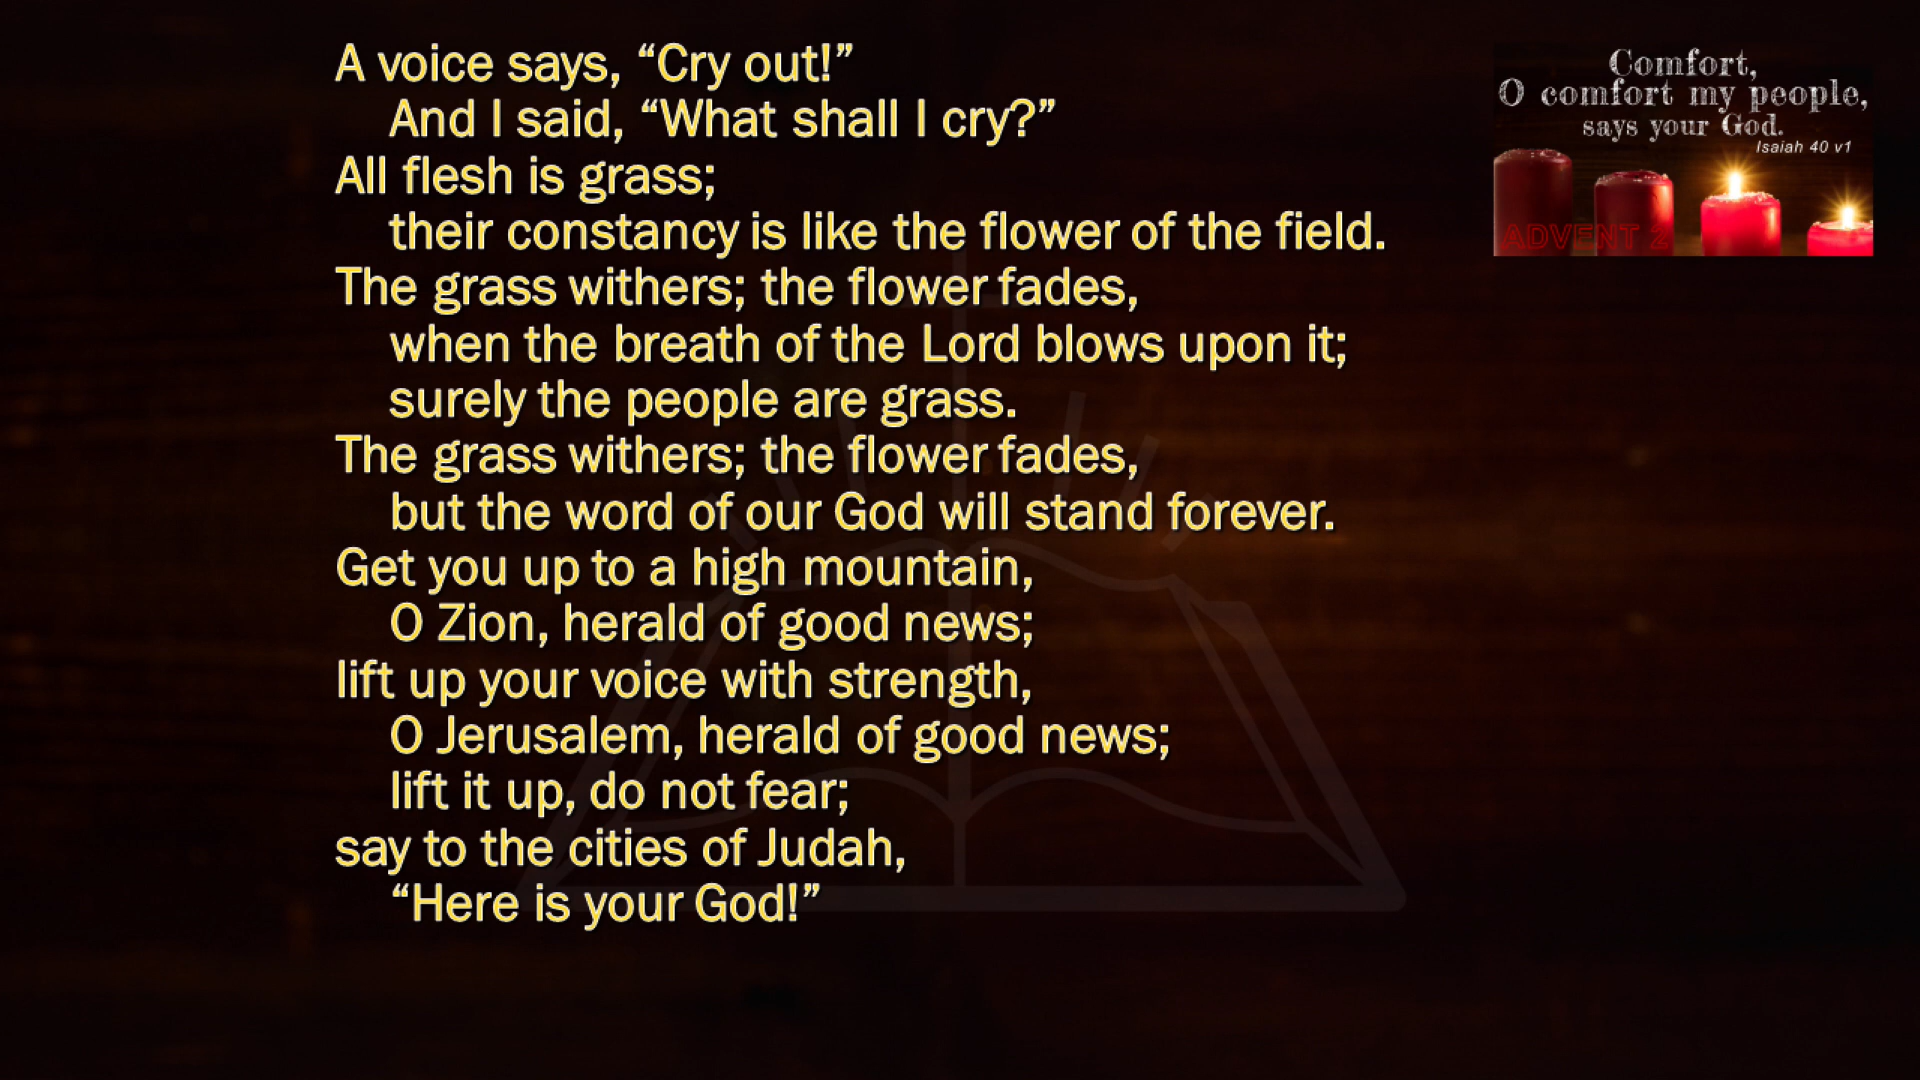 A voice says, “Cry out!”
And I said, “What shall I cry?”
All flesh is grass;
their constancy is like the flower of the field.
The grass withers; the flower fades,
when the breath of the Lord blows upon it;
surely the people are grass.
The grass withers; the flower fades,
but the word of our God will stand forever.
Get you up to a high mountain,
O Zion, herald of good news;
lift up your voice with strength,
O Jerusalem, herald of good news;
lift it up, do not fear;
say to the cities of Judah,
“Here is your God!”
Comfort,
O comfort my people,
says your God.
Isaiah 40 v1
ADVENT 2